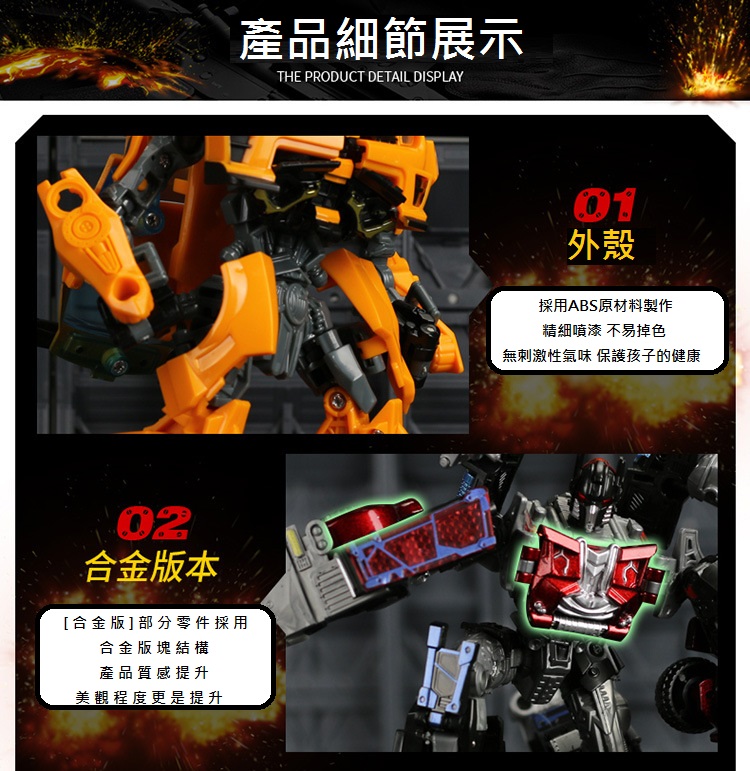 產品細節展示
THE PRODUCT DETAIL DISPLAY
01
外殼
採用ABS原材料製作
精細噴漆 不易掉色
無刺激性氣味 保護孩子的健康
02
合金版本
[合金版]部分零件採用
合金版塊結構
產品質感提升
美觀程度更是提升